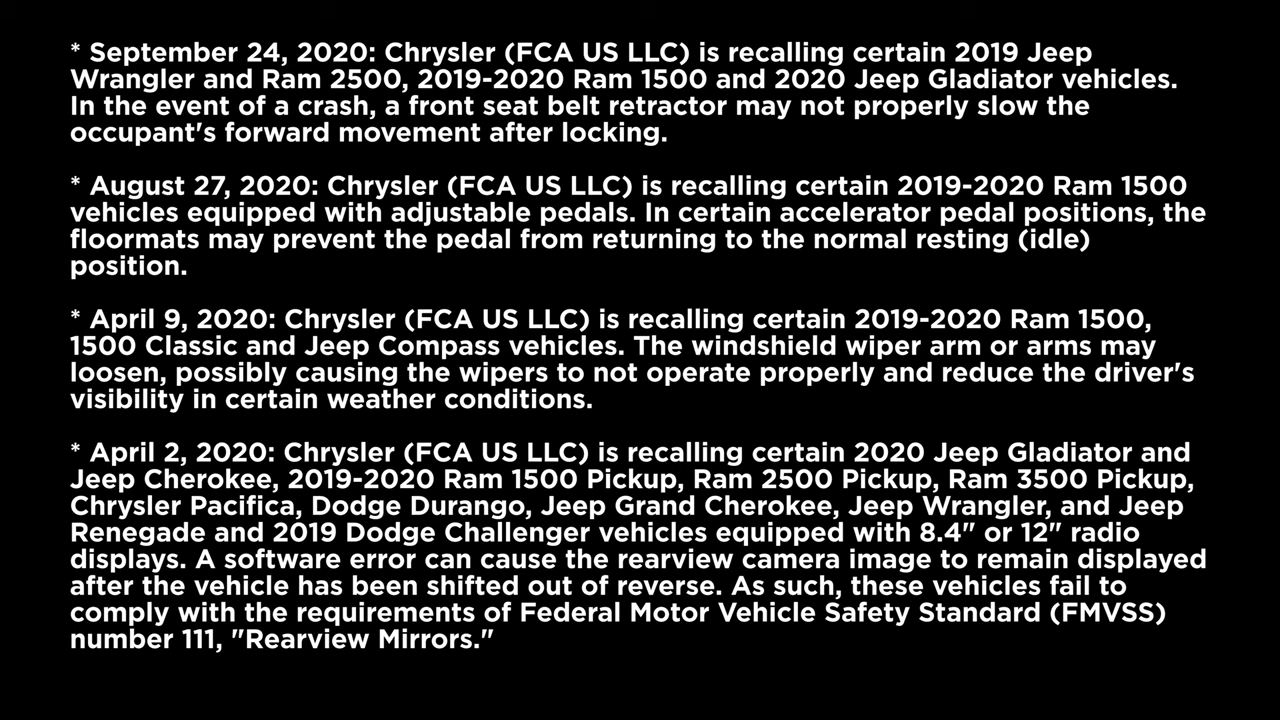 * September 24, 2020: Chrysler (FCA US LLC) is recalling certain 2019 Jeep
Wrangler and Ram 2500, 2019-2020 Ram 1500 and 2020 Jeep Gladiator vehicles.
In the event of a crash, a front seat belt retractor may not properly slow the
occupant's forward movement after locking.
* August 27, 2020: Chrysler (FCA US LLC) is recalling certain 2019-2020 Ram 1500
vehicles equipped with adjustable pedals. In certain accelerator pedal positions, the
floormats may prevent the pedal from returning to the normal resting (idle)
position.
* April 9, 2020: Chrysler (FCA US LLC) is recalling certain 2019-2020 Ram 1500,
1500 Classic and Jeep Compass vehicles. The windshield wiper arm or arms may
loosen, possibly causing the wipers to not operate properly and reduce the driver's
visibility in certain weather conditions.
* April 2, 2020: Chrysler (FCA US LLC) is recalling certain 2020 Jeep Gladiator and
Jeep Cherokee, 2019-2020 Ram 1500 Pickup, Ram 2500 Pickup, Ram 3500 Pickup,
Chrysler Pacifica, Dodge Durango, Jeep Grand Cherokee, Jeep Wrangler, and Jeep
Renegade and 2019 Dodge Challenger vehicles equipped with 8.4" or 12" radio
displays. A software error can cause the rearview camera image to remain displayed
after the vehicle has been shifted out of reverse. As such, these vehicles fail to
comply with the requirements of Federal Motor Vehicle Safety Standard (FMVSS)
number 111, "Rearview Mirrors."